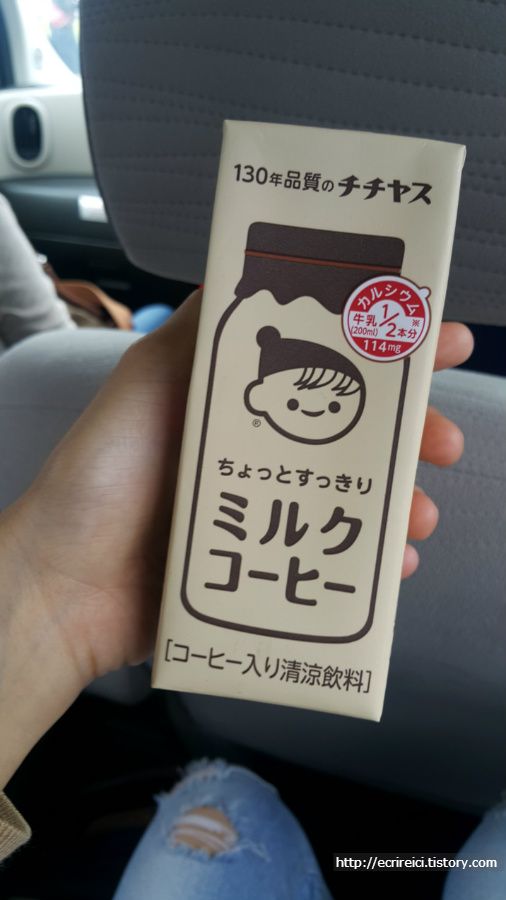 130年品質のチチヤス
カルシウム
牛乳
(200ml)
1/2本分※
114mg
®
ちょっとすっきり
ミルク
コーヒー
[コーヒー入り清涼飲料]
http://ecrireici.tistory.com